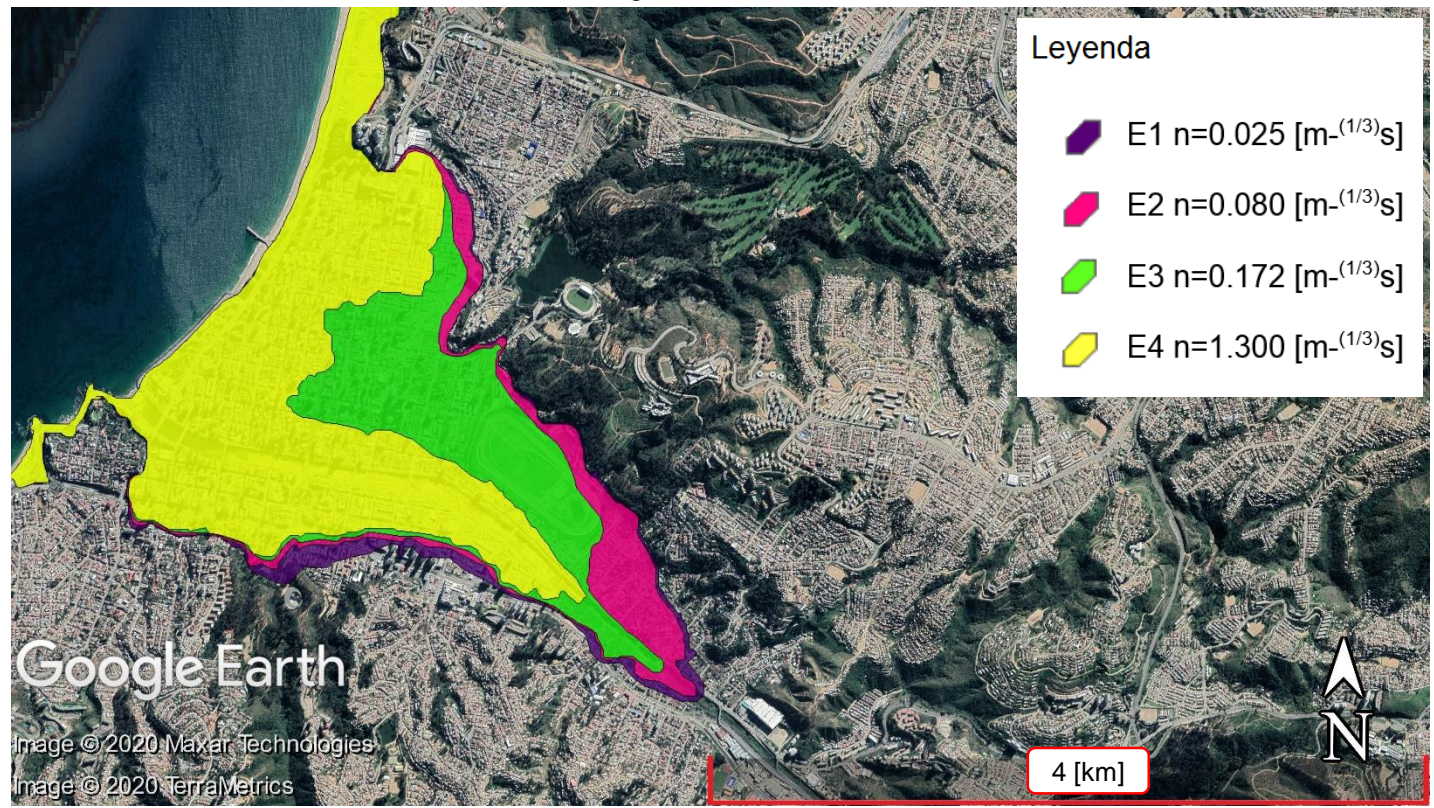 Leyenda
E1 n=0.025 [m-(1/3)s]
E2 n=0.080 [m-(1/3)s]
E3 n=0.172 [m-(1/3)s]
E4 n=1.300 [m-(1/3)s]
Google Earth
N
Image © 2020 Maxar Technologies
4 [km]
Image © 2020 TerraMetrics